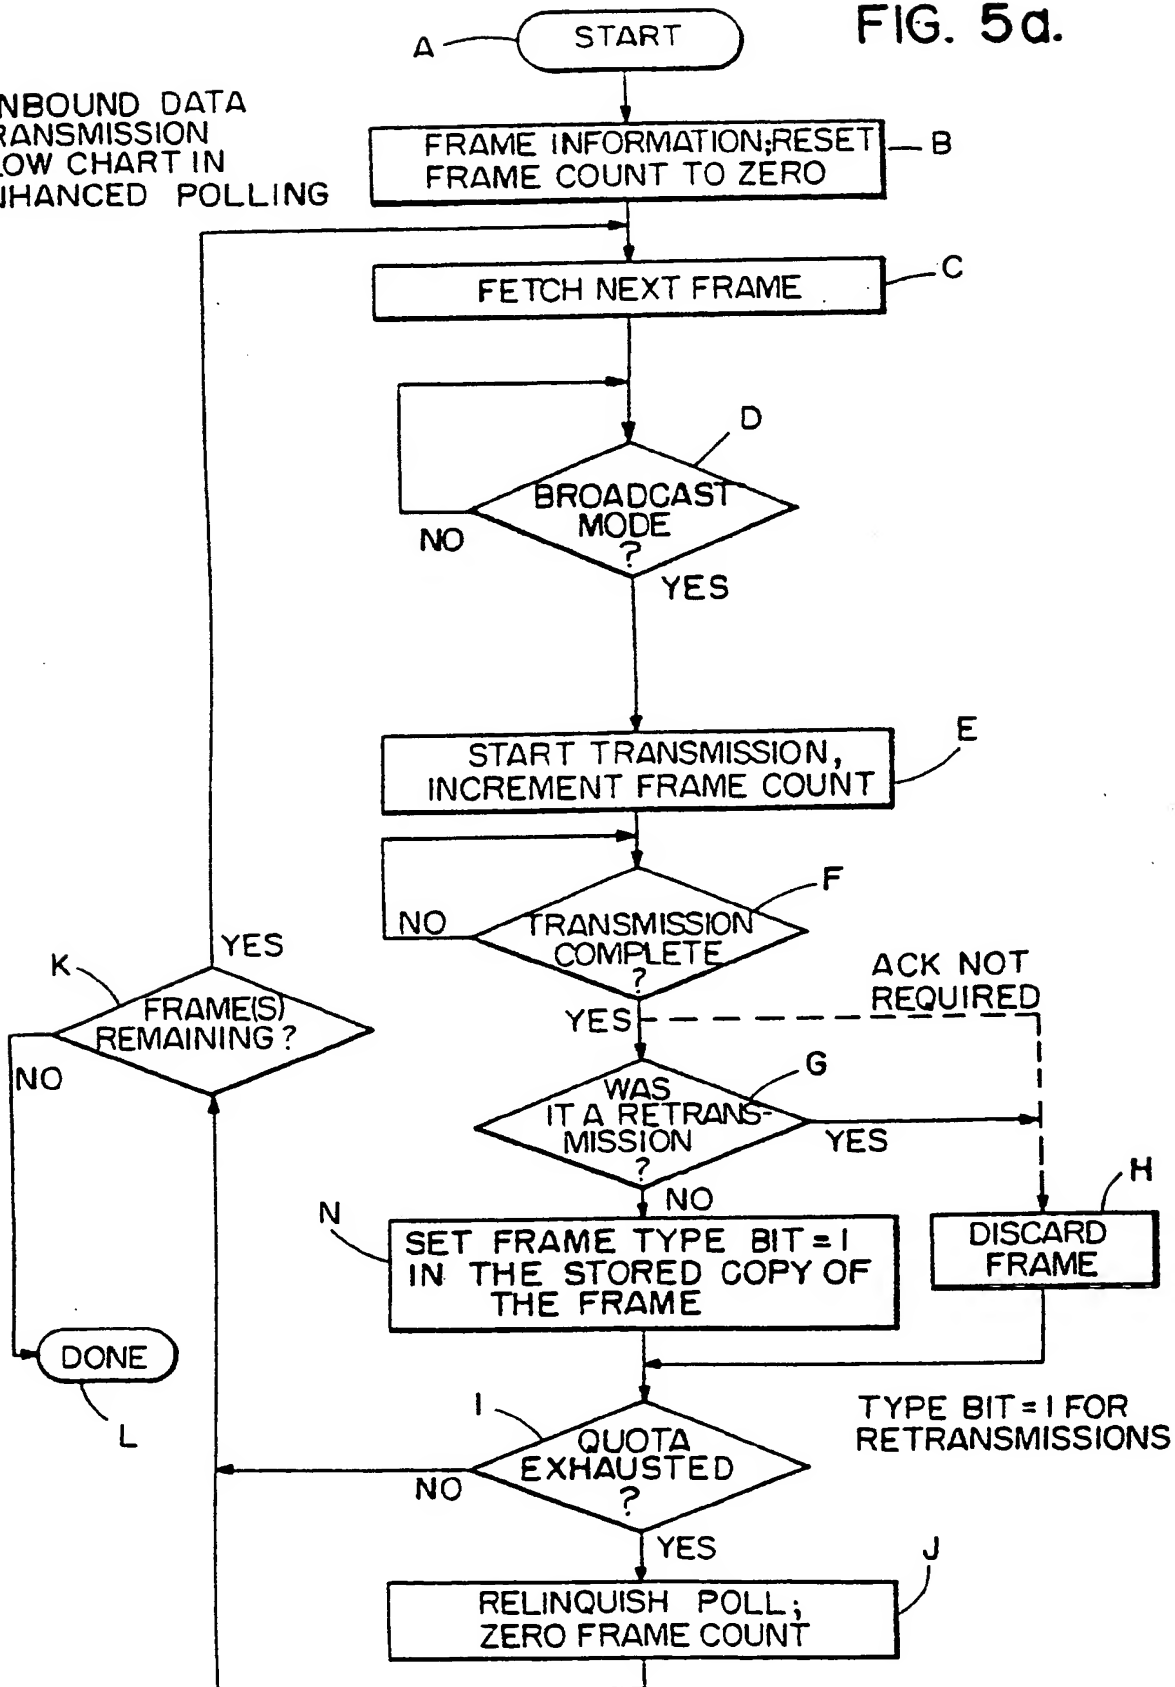 FIG. 5a.
A
START
NBOUND DATA
RANSMISSION
LOW CHART IN
NHANCED POLLING
FRAME INFORMATION;RESET
FRAME COUNT TO ZERO
B
FETCH NEXT FRAME
C
D
BROADCAST
MODE
?
NO
YES
E
START TRANSMISSION,
INCREMENT FRAME COUNT
F
NO
TRANSMISSION
COMPLETE
?
YES
ACK NOT
REQUIRED
K
YES
FRAME(S)
REMAINING ?
NO
G
WAS
IT A RETRANS-
MISSION
?
YES
NO
H
DISCARD
FRAME
N
SET FRAME TYPE BIT = 1
IN THE STORED COPY OF
THE FRAME
DONE
L
TYPE BIT = 1 FOR
RETRANSMISSIONS
I
QUOTA
EXHAUSTED
?
NO
YES
J
RELINQUISH POLL;
ZERO FRAME COUNT